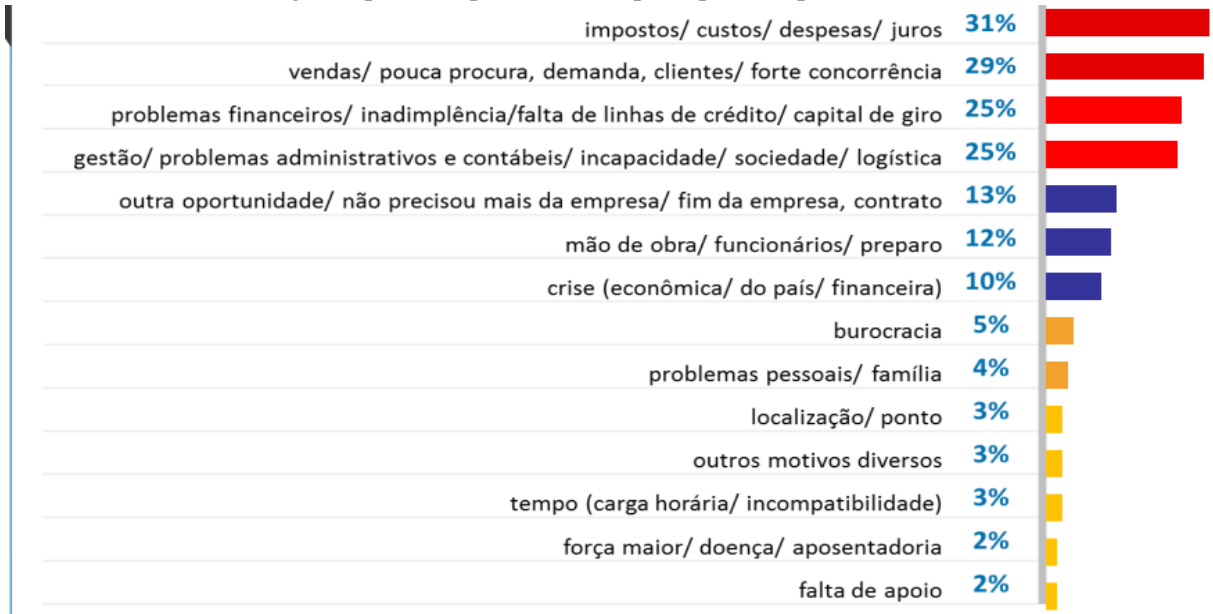 impostos/ custos/ despesas/ juros 31%
vendas/ pouca procura, demanda, clientes/ forte concorrência 29%
problemas financeiros/ inadimplência/falta de linhas de crédito/ capital de giro 25%
gestão/ problemas administrativos e contábeis/ incapacidade/ sociedade/ logística 25%
outra oportunidade/ não precisou mais da empresa/ fim da empresa, contrato 13%
mão de obra/ funcionários/ preparo 12%
crise (econômica/ do país/ financeira) 10%
burocracia 5%
problemas pessoais/ família 4%
localização/ ponto 3%
outros motivos diversos 3%
tempo (carga horária/ incompatibilidade) 3%
força maior/ doença/ aposentadoria 2%
falta de apoio 2%